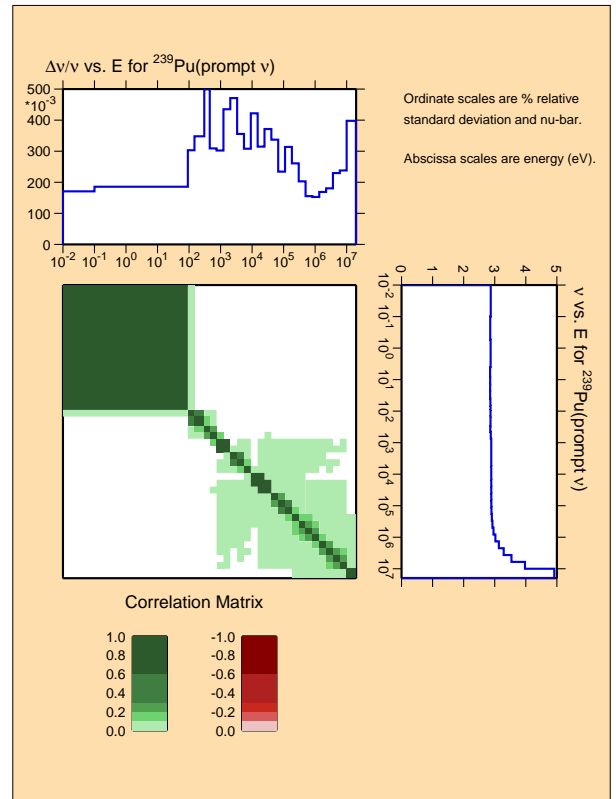 Δν/ν vs. E for ²³⁹Pu(prompt ν)
Ordinate scales are % relative
standard deviation and nu-bar.
Abscissa scales are energy (eV).
500
*10⁻³
400
300
200
100
0
10⁻² 10⁻¹ 10⁰ 10¹ 10² 10³ 10⁴ 10⁵ 10⁶ 10⁷
0 1 2 3 4 5
10⁻² 10⁻¹ 10⁰ 10¹ 10² 10³ 10⁴ 10⁵ 10⁶ 10⁷
ν vs. E for ²³⁹Pu(prompt ν)
Correlation Matrix
1.0
0.8
0.6
0.4
0.2
0.0
-1.0
-0.8
-0.6
-0.4
-0.2
0.0